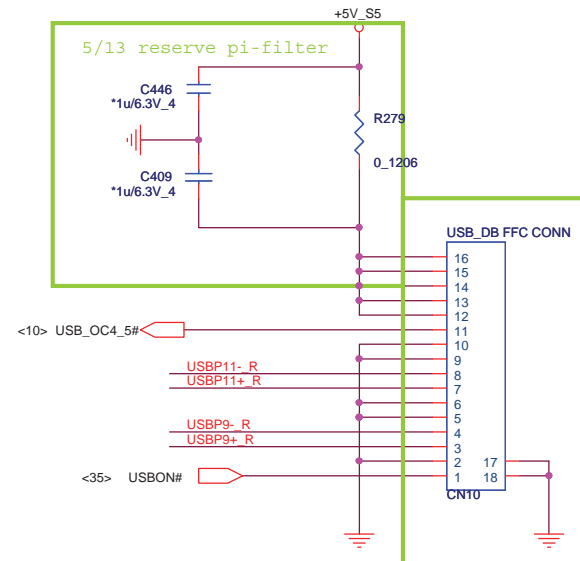 +5V_S5
5/13 reserve pi-filter
C446
*1u/6.3V_4
R279
0_1206
C409
*1u/6.3V_4
USB_DB FFC CONN
16
15
14
13
12
<10> USB_OC4_5#
11
10
9
USBP11-_R
8
USBP11+_R
7
6
5
USBP9-_R
4
USBP9+_R
3
2 17
<35> USBON#
1 18
CN10